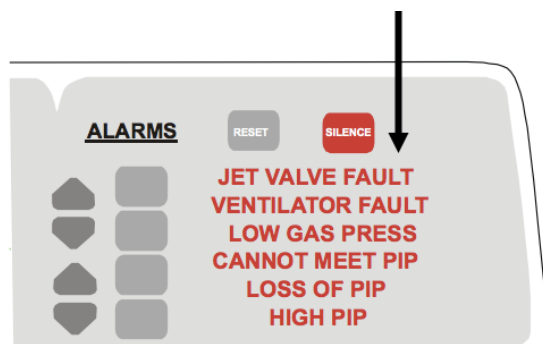 ALARMS RESET SILENCE
JET VALVE FAULT
VENTILATOR FAULT
LOW GAS PRESS
CANNOT MEET PIP
LOSS OF PIP
HIGH PIP